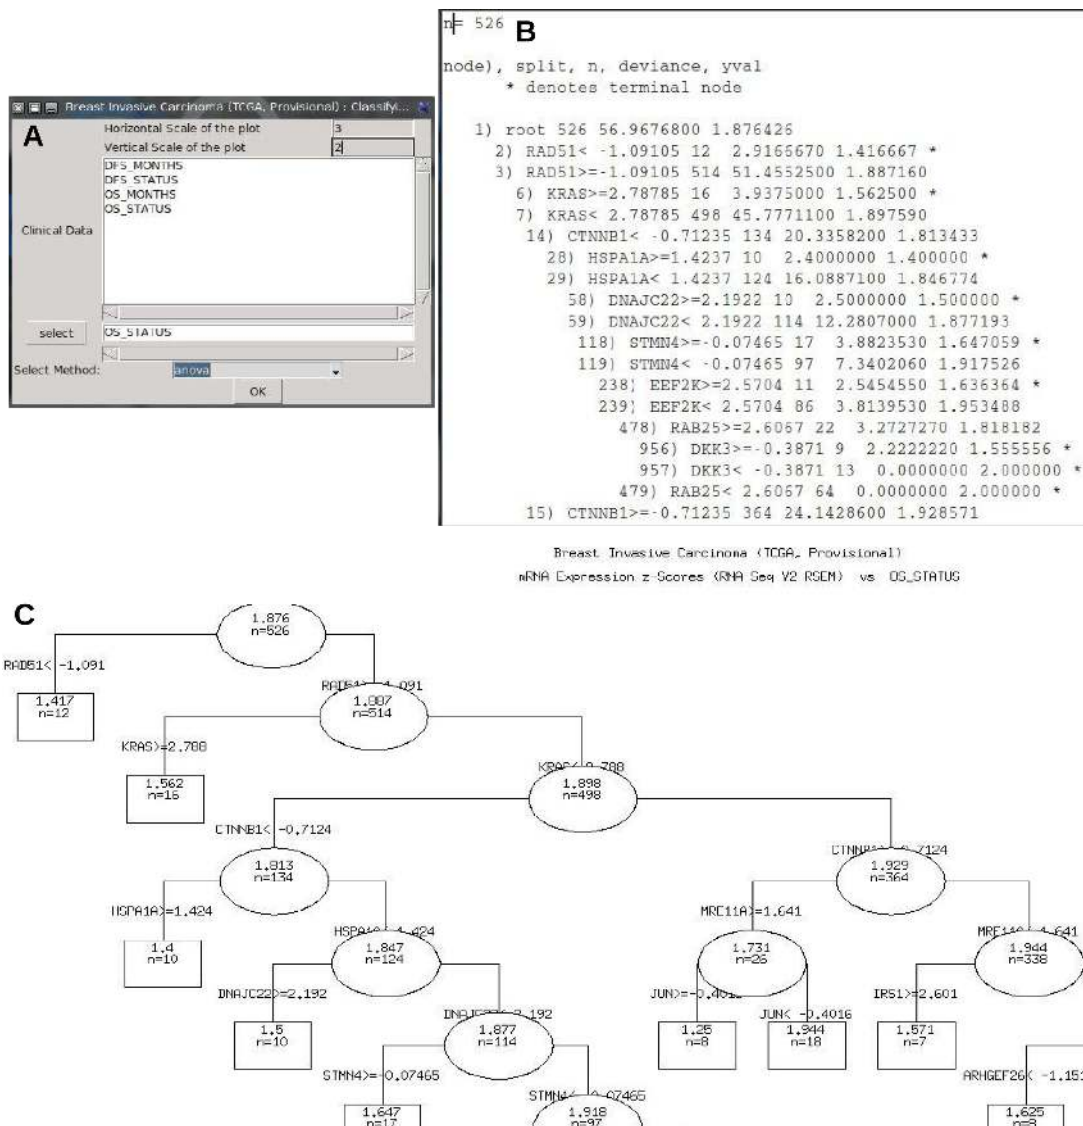 A
Breast Invasive Carcinoma (TCGA, Provisional) : Classifyi...
Horizontal Scale of the plot 3
Vertical Scale of the plot 2
DFS_MONTHS
DFS_STATUS
OS_MONTHS
OS_STATUS
Clinical Data
select OS_STATUS
Select Method: anova
OK
B
n= 526
node), split, n, deviance, yval
* denotes terminal node
1) root 526 56.9676800 1.876426
2) RAD51< -1.09105 12 2.9166670 1.416667 *
3) RAD51>=-1.09105 514 51.4552500 1.887160
6) KRAS>=2.78785 16 3.9375000 1.562500 *
7) KRAS< 2.78785 498 45.7771100 1.897590
14) CTNNB1< -0.71235 134 20.3358200 1.813433
28) HSPA1A>=1.4237 10 2.4000000 1.400000 *
29) HSPA1A< 1.4237 124 16.0887100 1.846774
58) DNAJC22>=2.1922 10 2.5000000 1.500000 *
59) DNAJC22< 2.1922 114 12.2807000 1.877193
118) STMN4>=-0.07465 17 3.8823530 1.647059 *
119) STMN4< -0.07465 97 7.3402060 1.917526
238) EEF2K>=2.5704 11 2.5454550 1.636364 *
239) EEF2K< 2.5704 86 3.8139530 1.953488
478) RAB25>=2.6067 22 3.2727270 1.818182
956) DKK3>=-0.3871 9 2.2222220 1.555556 *
957) DKK3< -0.3871 13 0.0000000 2.000000 *
479) RAB25< 2.6067 64 0.0000000 2.000000 *
15) CTNNB1>=-0.71235 364 24.1428600 1.928571
Breast Invasive Carcinoma (TCGA, Provisional)
mRNA Expression z-Scores (RNA Seq V2 RSEM) vs OS_STATUS
C
1.876
n=526
RAD51< -1.091
1.417
n=12
1.887
n=514
KRAS>=2.788
1.562
n=16
1.898
n=498
CTNNB1< -0.7124
1.813
n=134
1.929
n=364
HSPA1A>=1.424
MRE11A>=1.641
1.4
n=10
1.847
n=124
1.731
n=26
1.944
n=338
DNAJC22>=2.192
JUN< -0.4016
IRS1>=2.601
1.5
n=10
1.877
n=114
1.25
n=8
1.944
n=18
1.571
n=7
STMN4>=-0.07465
ARHGEF26< -1.151
1.647
n=17
1.918
n=97
1.625
n=8